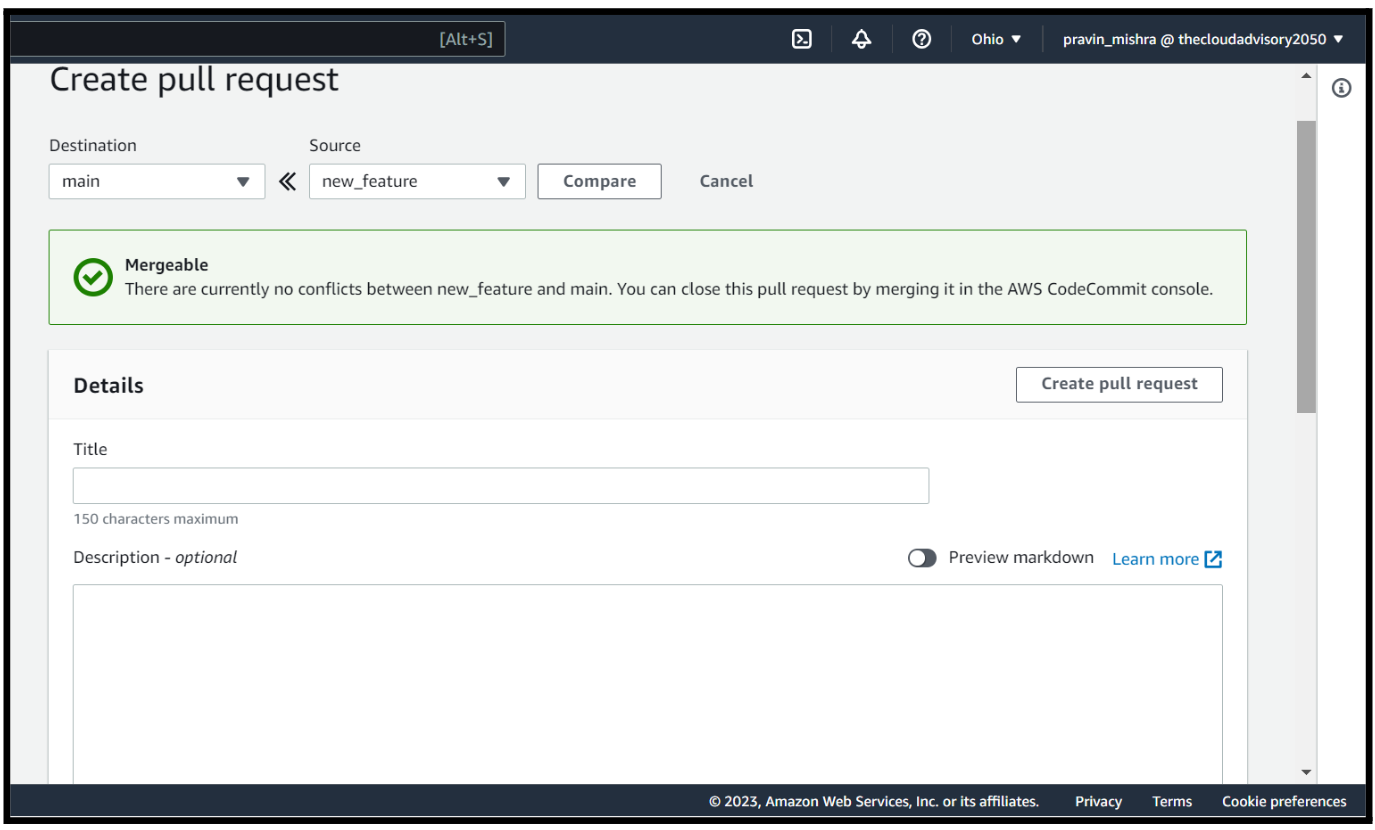 [Alt+S]
Ohio
pravin_mishra @ thecloudadvisory2050
Create pull request
Destination
Source
main
new_feature
Compare
Cancel
Mergeable
There are currently no conflicts between new_feature and main. You can close this pull request by merging it in the AWS CodeCommit console.
Details
Create pull request
Title
150 characters maximum
Description - optional
Preview markdown
Learn more
© 2023, Amazon Web Services, Inc. or its affiliates.
Privacy
Terms
Cookie preferences